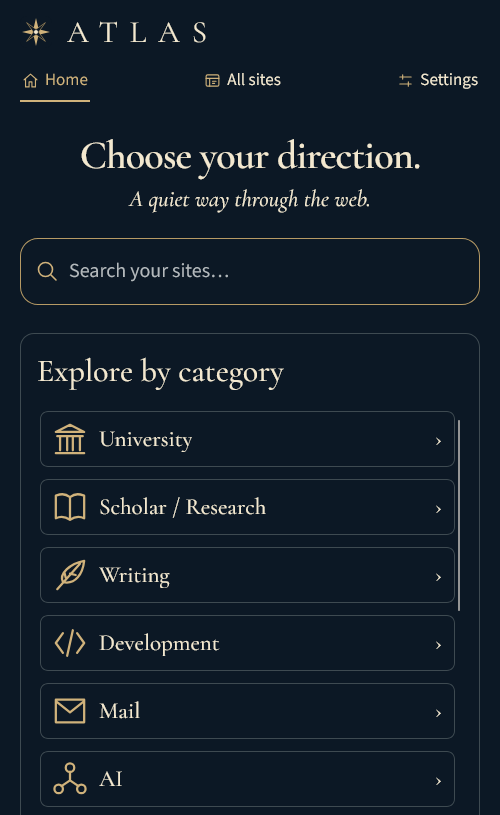 ATLAS
Home
All sites
Settings
Choose your direction.
A quiet way through the web.
Search your sites…
Explore by category
University ›
Scholar / Research ›
Writing ›
Development ›
Mail ›
AI ›